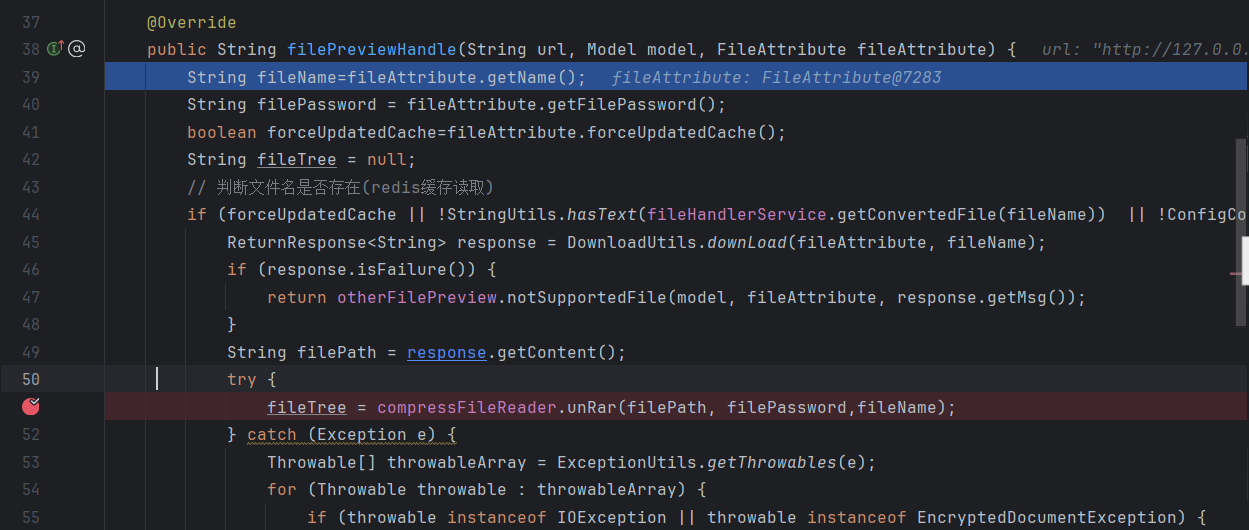 37 @Override
38 public String filePreviewHandle(String url, Model model, FileAttribute fileAttribute) { url: "http://127.0.0.
39 String fileName=fileAttribute.getName(); fileAttribute: FileAttribute@7283
40 String filePassword = fileAttribute.getFilePassword();
41 boolean forceUpdatedCache=fileAttribute.forceUpdatedCache();
42 String fileTree = null;
43 // 判断文件名是否存在(redis缓存读取)
44 if (forceUpdatedCache || !StringUtils.hasText(fileHandlerService.getConvertedFile(fileName)) || !ConfigCo
45 ReturnResponse<String> response = DownloadUtils.downLoad(fileAttribute, fileName);
46 if (response.isFailure()) {
47 return otherFilePreview.notSupportedFile(model, fileAttribute, response.getMsg());
48 }
49 String filePath = response.getContent();
50 try {
fileTree = compressFileReader.unRar(filePath, filePassword,fileName);
52 } catch (Exception e) {
53 Throwable[] throwableArray = ExceptionUtils.getThrowables(e);
54 for (Throwable throwable : throwableArray) {
55 if (throwable instanceof IOException || throwable instanceof EncryptedDocumentException) {